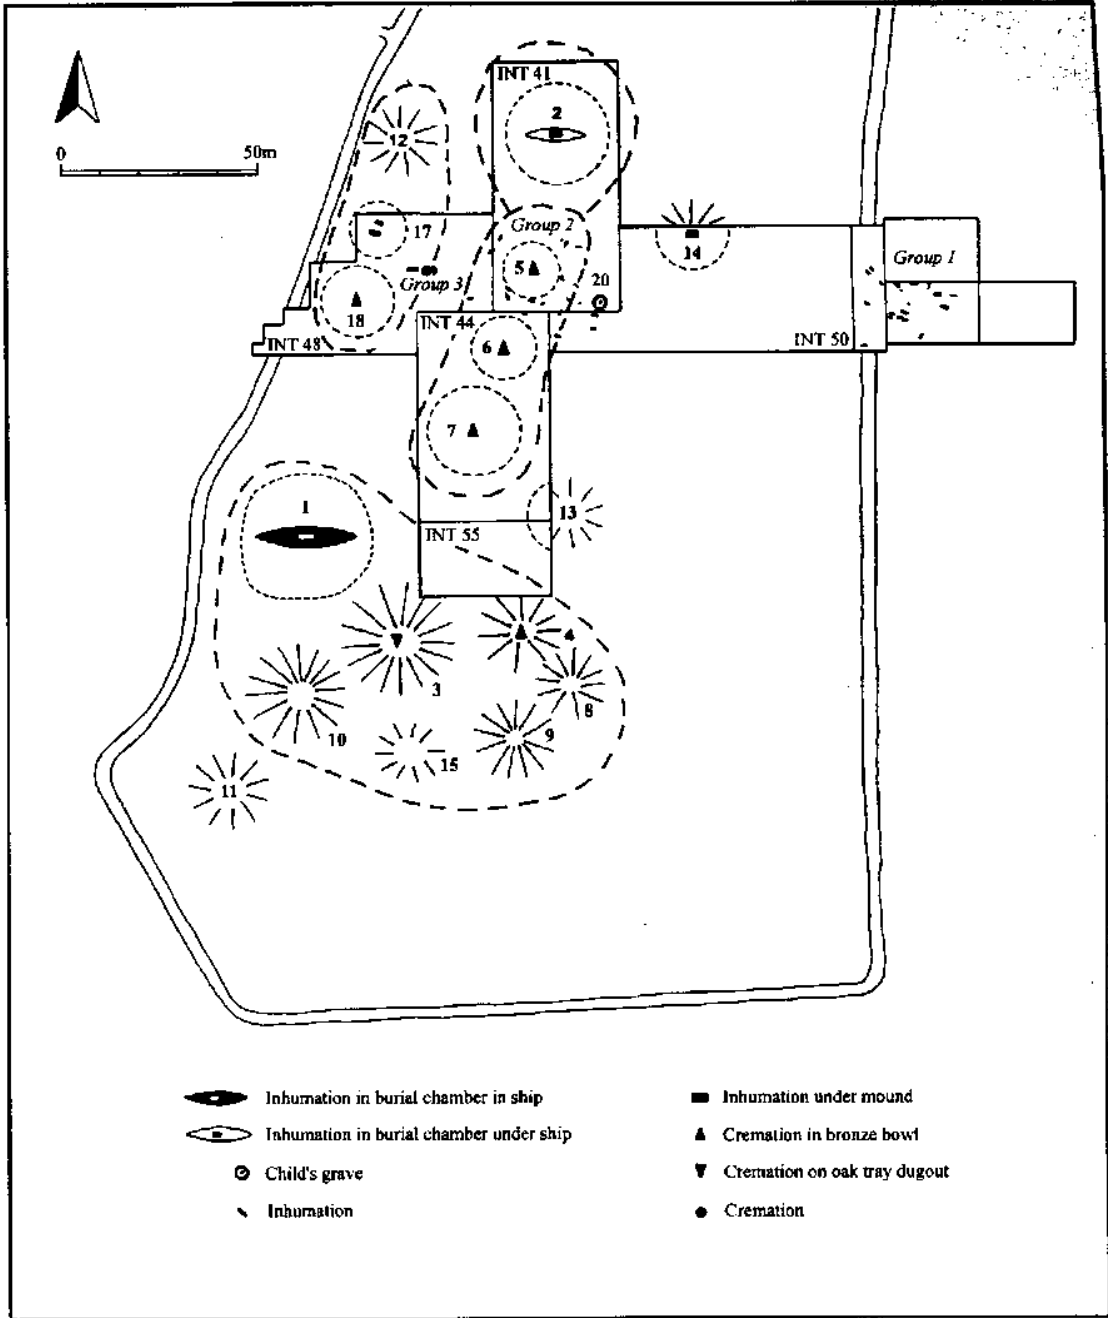 INT 41
2
12
0 50m
17
Group 2
14
Group 1
5
20
Group 3
18
INT 44
INT 48
6
INT 50
7
1
13
INT 55
4
3
8
10
9
15
11
Inhumation in burial chamber in ship
Inhumation in burial chamber under ship
Child's grave
Inhumation
Inhumation under mound
Cremation in bronze bowl
Cremation on oak tray dugout
Cremation